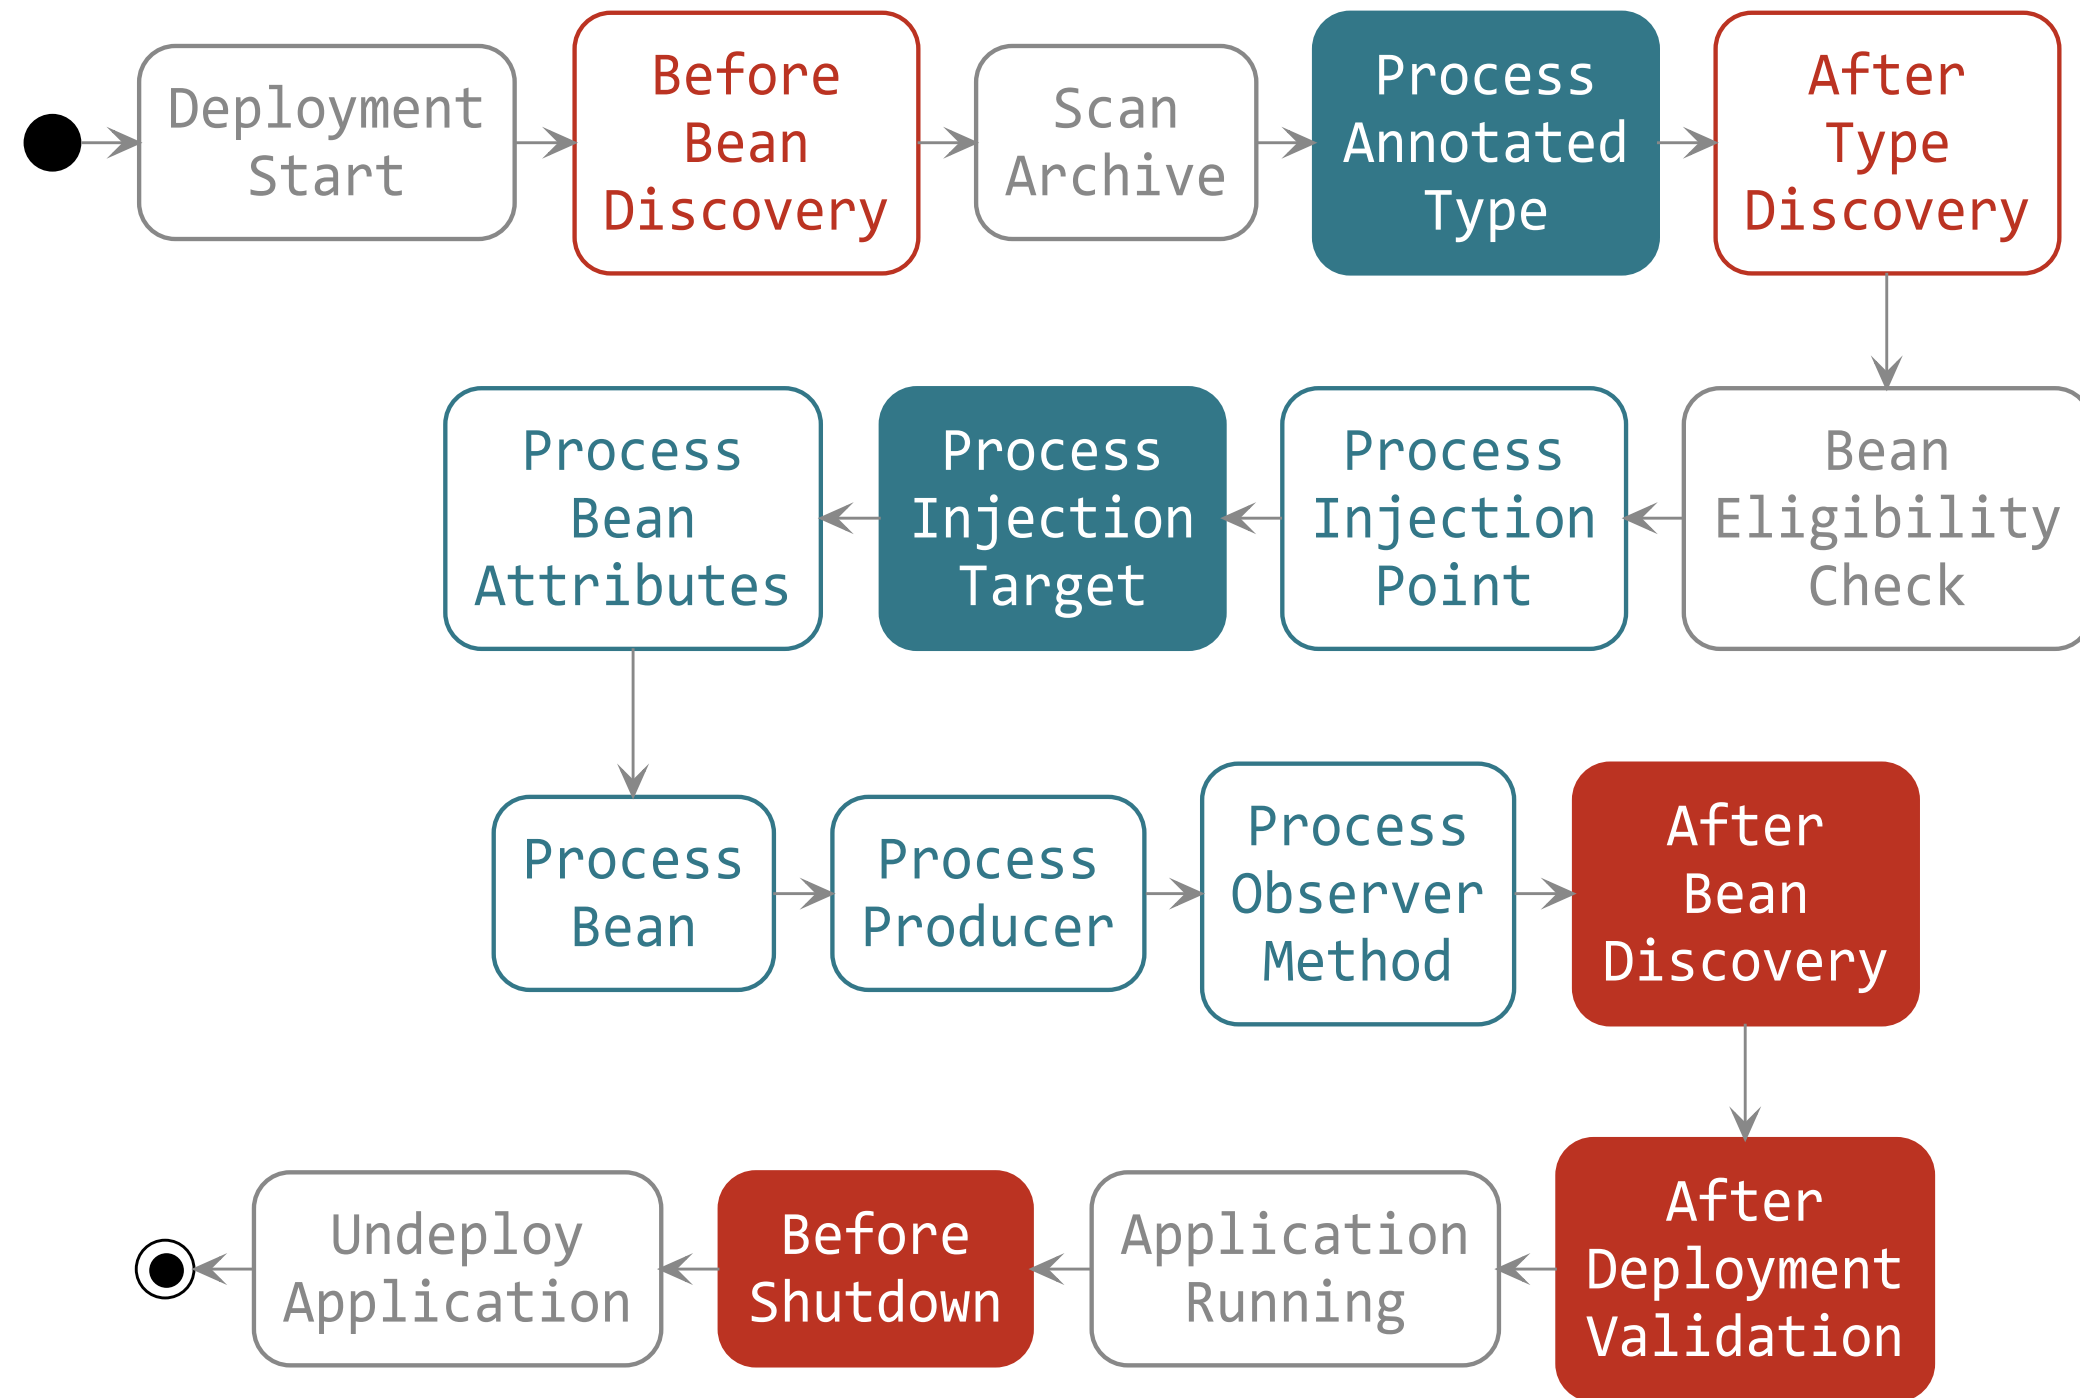 Deployment
Start
Before
Bean
Discovery
Scan
Archive
Process
Annotated
Type
After
Type
Discovery
Bean
Eligibility
Check
Process
Injection
Point
Process
Injection
Target
Process
Bean
Attributes
Process
Bean
Process
Producer
Process
Observer
Method
After
Bean
Discovery
After
Deployment
Validation
Application
Running
Before
Shutdown
Undeploy
Application